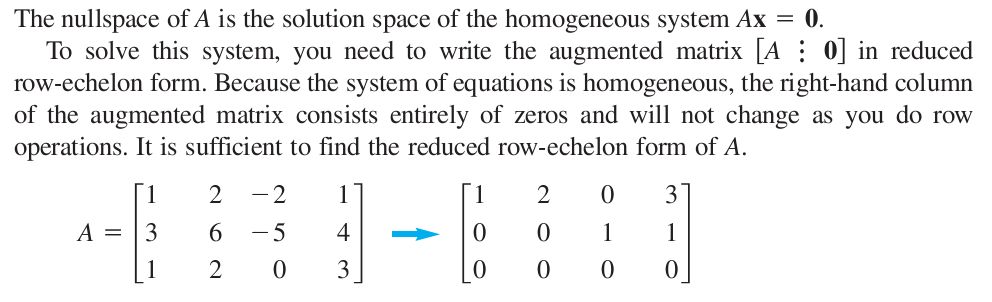 The nullspace of A is the solution space of the homogeneous system Ax = 0.
To solve this system, you need to write the augmented matrix [A ⋮ 0] in reduced
row-echelon form. Because the system of equations is homogeneous, the right-hand column
of the augmented matrix consists entirely of zeros and will not change as you do row
operations. It is sufficient to find the reduced row-echelon form of A.
[1 2 −2 1] [1 2 0 3]
A = [3 6 −5 4] → [0 0 1 1]
[1 2 0 3] [0 0 0 0]